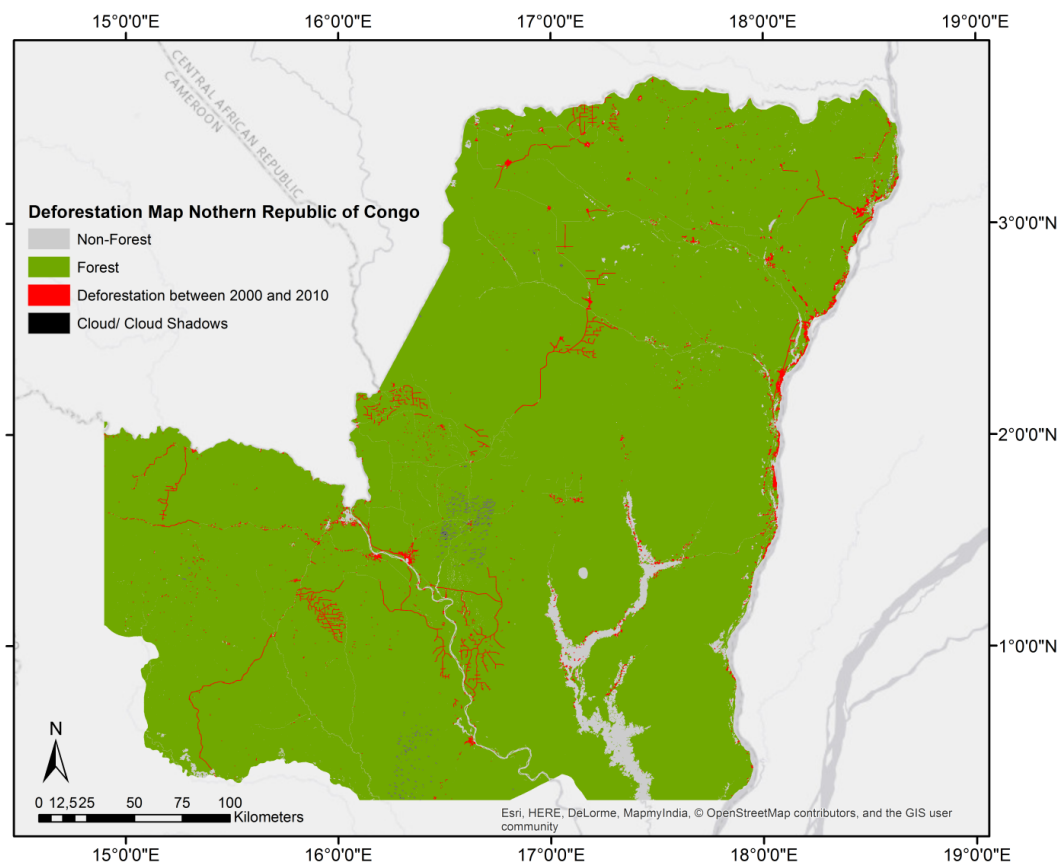 15°0'0"E 16°0'0"E 17°0'0"E 18°0'0"E 19°0'0"E
CENTRAL AFRICAN REPUBLIC
CAMEROON
Deforestation Map Nothern Republic of Congo
Non-Forest
Forest
Deforestation between 2000 and 2010
Cloud/ Cloud Shadows
3°0'0"N
2°0'0"N
1°0'0"N
N
0 12,525 50 75 100
Kilometers
Esri, HERE, DeLorme, MapmyIndia, © OpenStreetMap contributors, and the GIS user
community
15°0'0"E 16°0'0"E 17°0'0"E 18°0'0"E 19°0'0"E